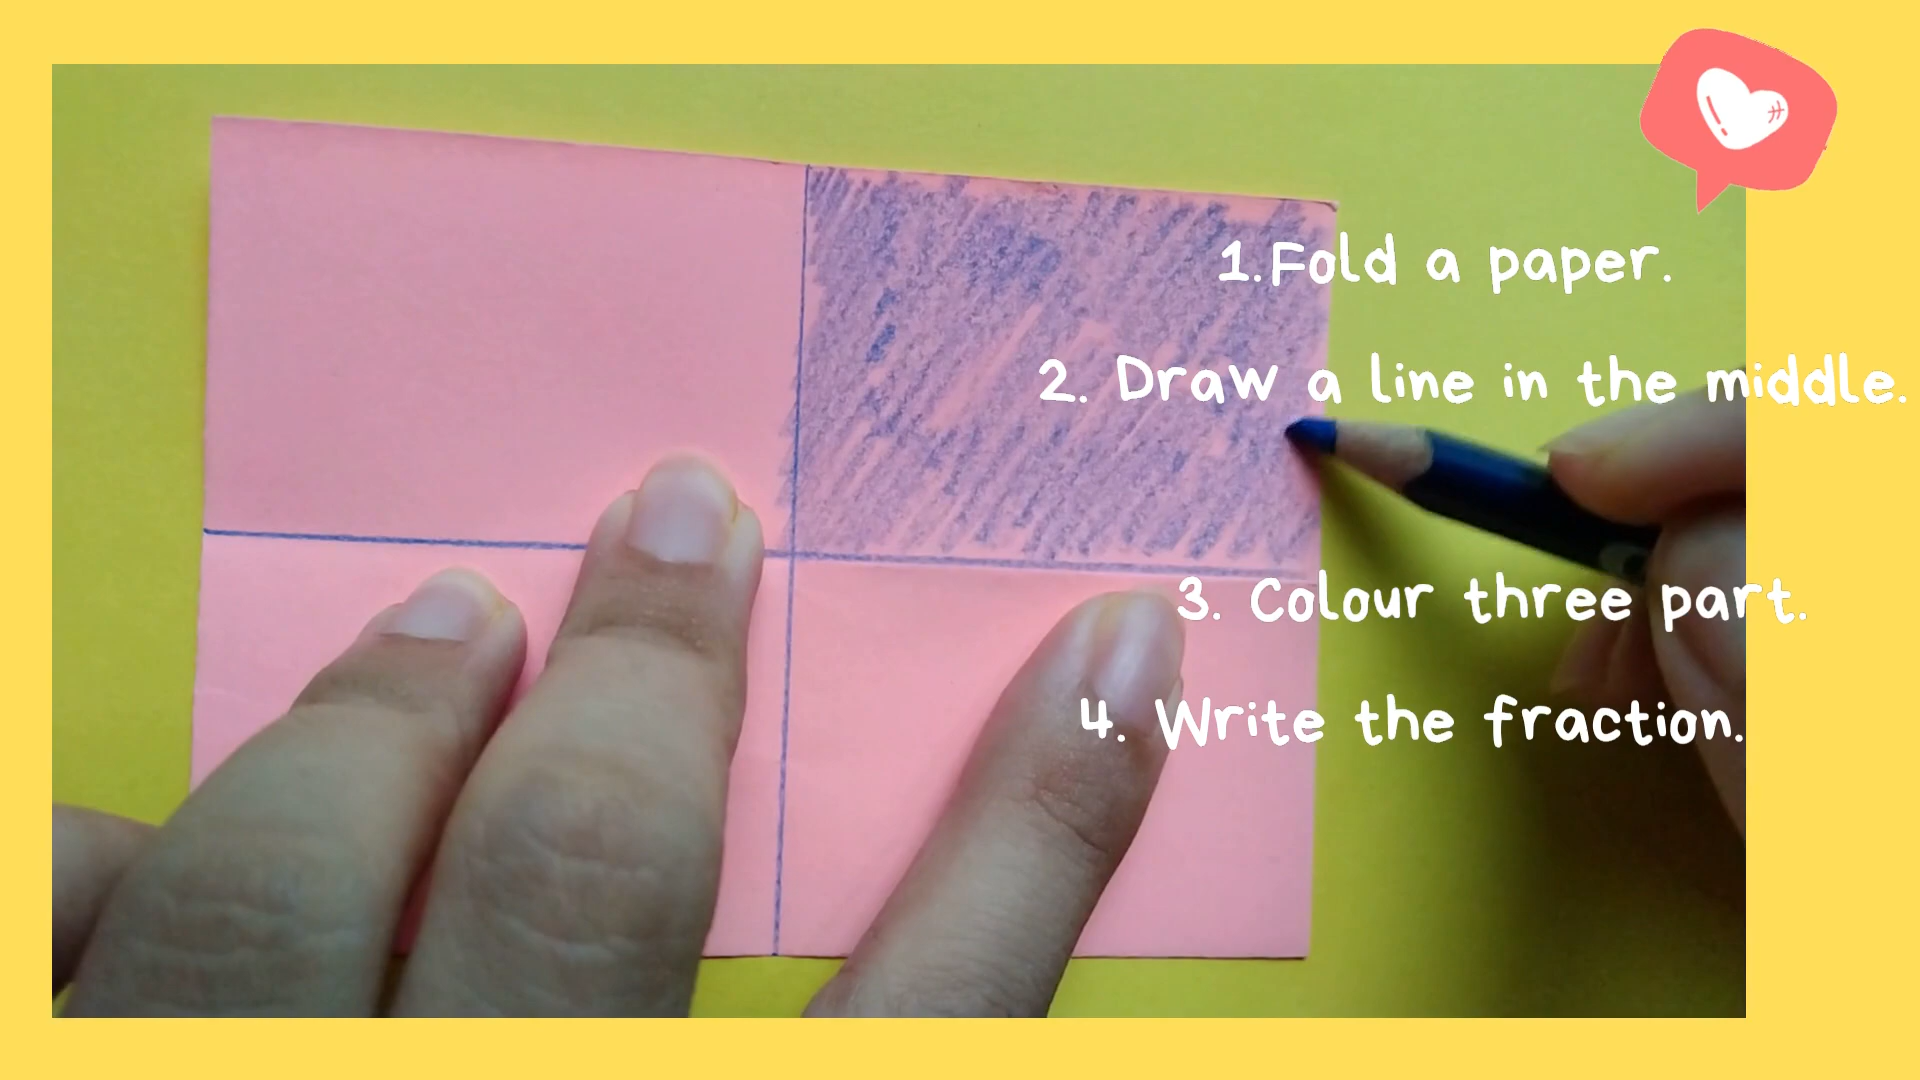 1.Fold a paper.
2. Draw a line in the middle.
3. Colour three part.
4. Write the fraction.